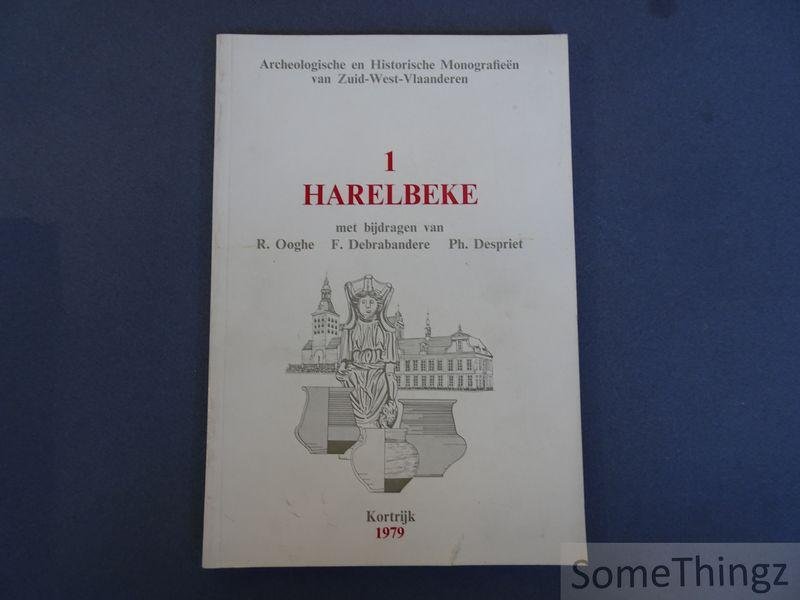 Archeologische en Historische Monografieën
van Zuid-West-Vlaanderen
1
HARELBEKE
met bijdragen van
R. Ooghe F. Debrabandere Ph. Despriet
Kortrijk
1979
SomeThingz